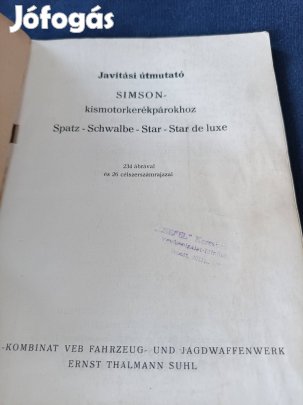 Jófogás
Javítási útmutató
SIMSON-
kismotorkerékpárokhoz
Spatz - Schwalbe - Star - Star de luxe
234 ábrával
és 26 célszerszámrajzzal
-KOMBINAT VEB FAHRZEUG- UND JAGDWAFFENWERK
ERNST THÄLMANN SUHL